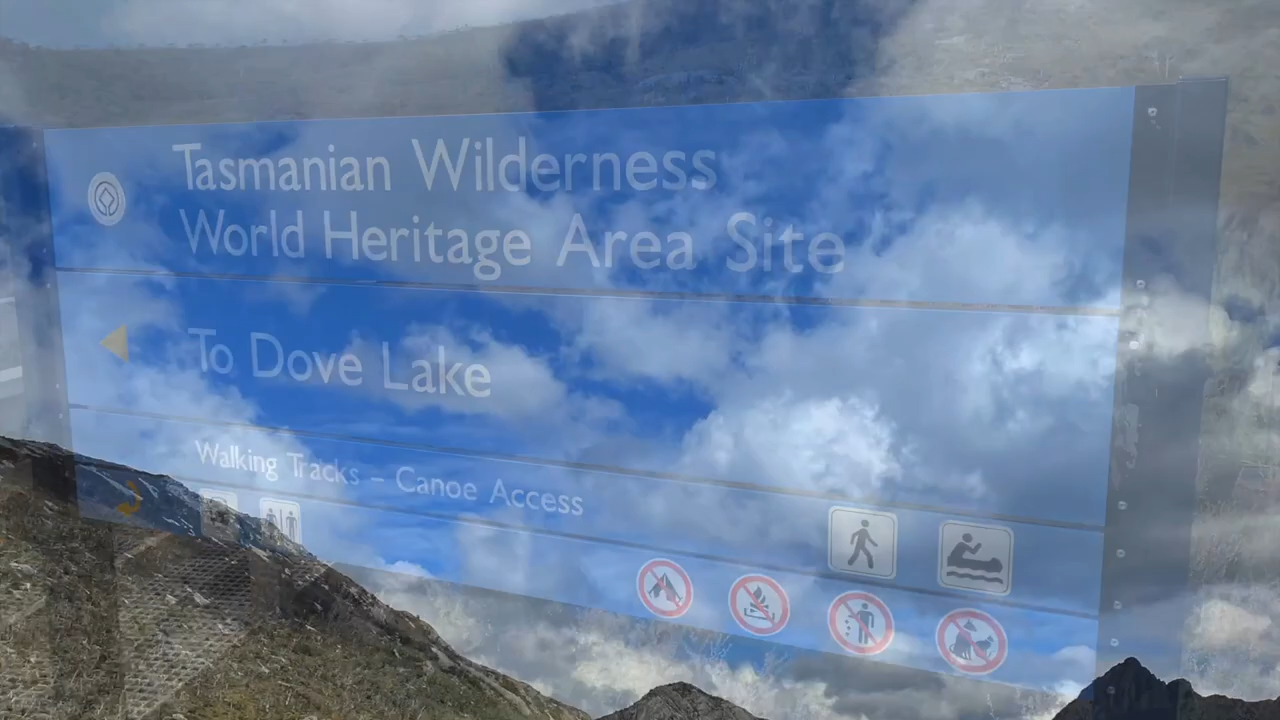 Tasmanian Wilderness
World Heritage Area Site
To Dove Lake
Walking Tracks – Canoe Access